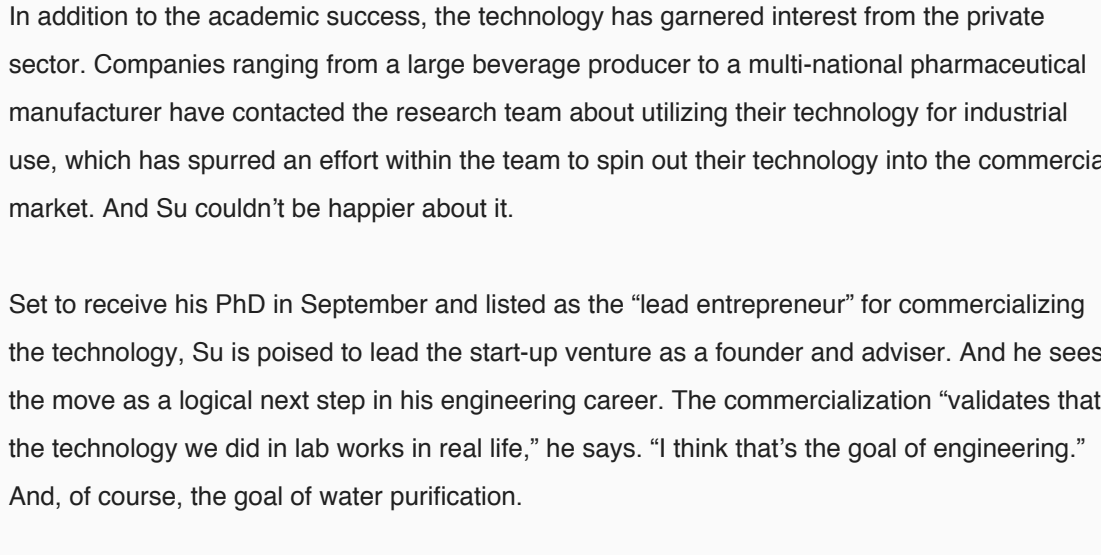 In addition to the academic success, the technology has garnered interest from the private
sector. Companies ranging from a large beverage producer to a multi-national pharmaceutical
manufacturer have contacted the research team about utilizing their technology for industrial
use, which has spurred an effort within the team to spin out their technology into the commercia
market. And Su couldn’t be happier about it.
Set to receive his PhD in September and listed as the “lead entrepreneur” for commercializing
the technology, Su is poised to lead the start-up venture as a founder and adviser. And he sees
the move as a logical next step in his engineering career. The commercialization “validates that
the technology we did in lab works in real life,” he says. “I think that’s the goal of engineering.”
And, of course, the goal of water purification.